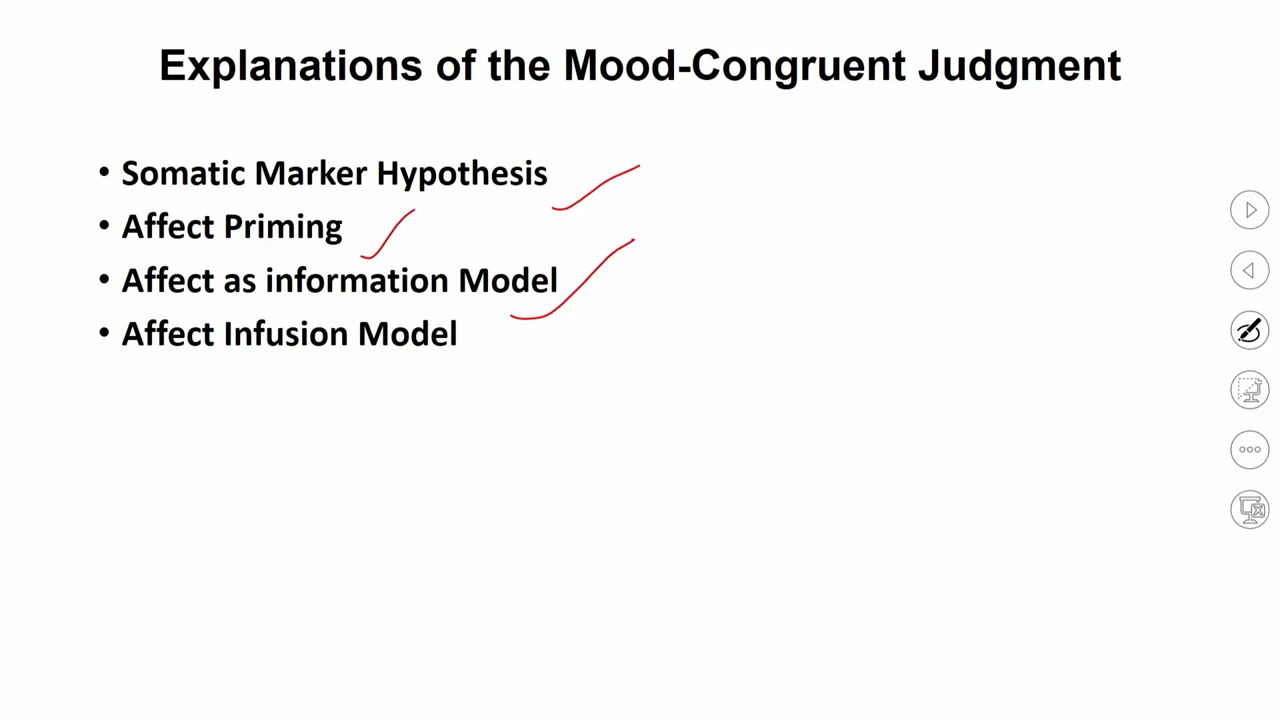 Explanations of the Mood-Congruent Judgment
• Somatic Marker Hypothesis
• Affect Priming
• Affect as information Model
• Affect Infusion Model